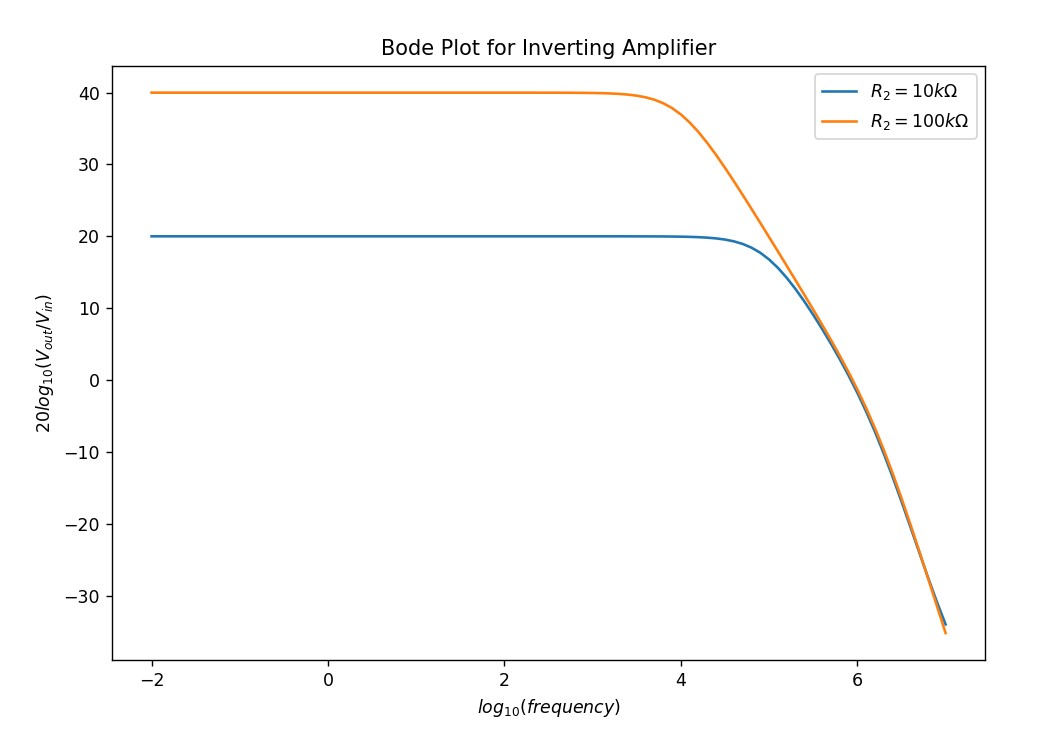 Bode Plot for Inverting Amplifier
R₂ = 10kΩ
R₂ = 100kΩ
20log₁₀(V_out/V_in)
40
30
20
10
0
−10
−20
−30
−2
0
2
4
6
log₁₀(frequency)